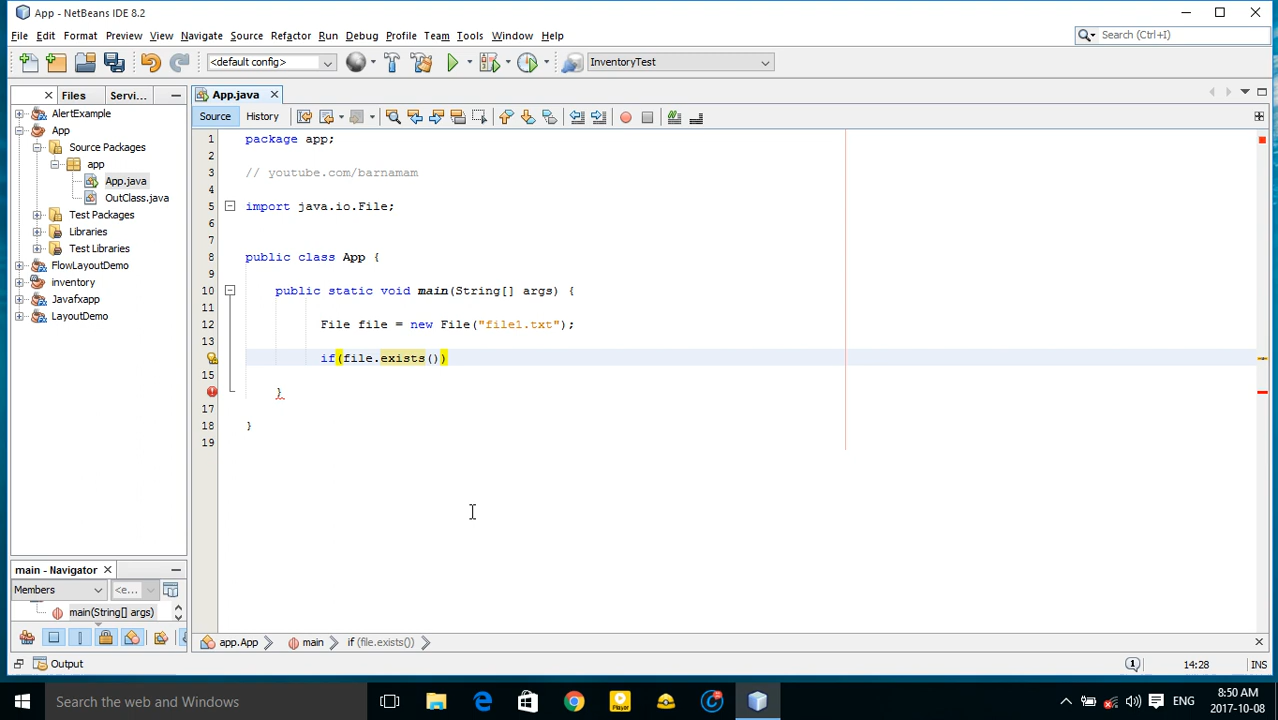 App - NetBeans IDE 8.2
File Edit Format Preview View Navigate Source Refactor Run Debug Profile Team Tools Window Help
Search (Ctrl+I)
<default config>
InventoryTest
Files
Servi...
App.java
AlertExample
App
Source Packages
app
App.java
OutClass.java
Test Packages
Libraries
Test Libraries
FlowLayoutDemo
inventory
Javafxapp
LayoutDemo
Source History
1 package app;
2
3 // youtube.com/barnamam
4
5 import java.io.File;
6
7
8 public class App {
9
10 public static void main(String[] args) {
11
12 File file = new File("file1.txt");
13
if(file.exists())
15
}
17
18 }
19
main - Navigator
Members
<e...
main(String[] args)
app.App main if (file.exists())
Output
1
14:28
INS
Search the web and Windows
Player
ENG
8:50 AM
2017-10-08